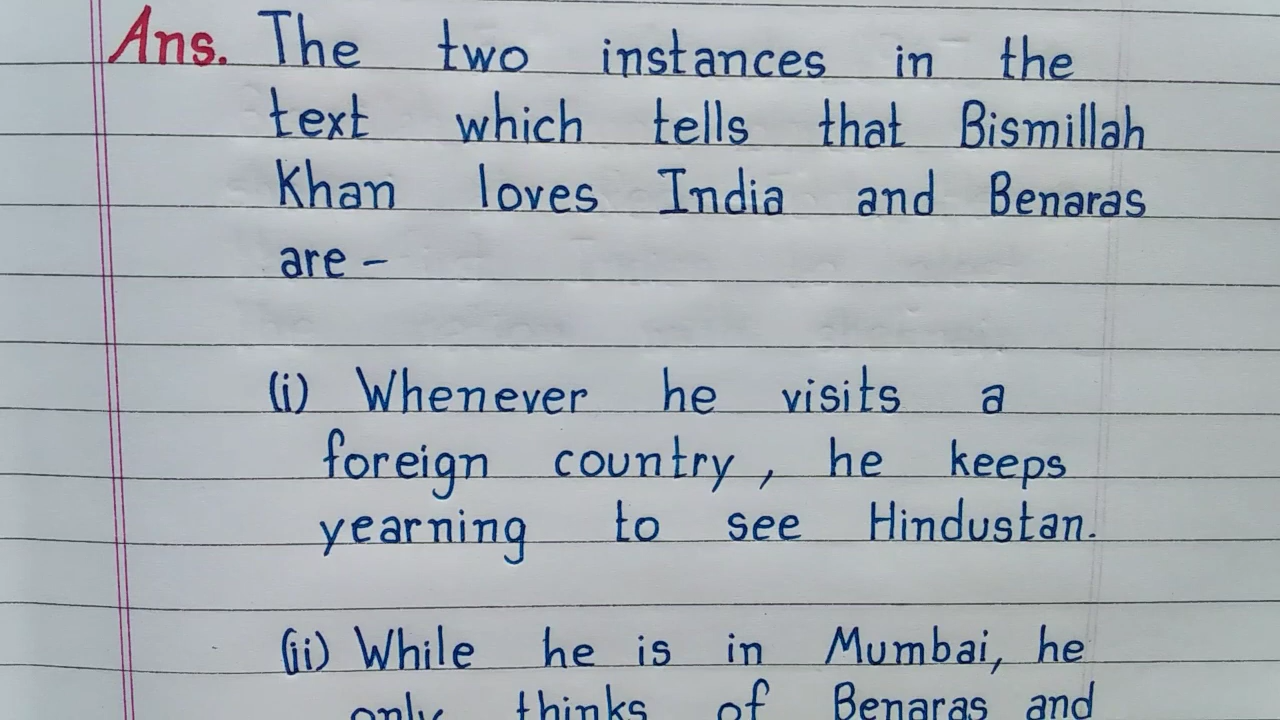 Ans. The two instances in the
text which tells that Bismillah
Khan loves India and Benaras
are -
(i) Whenever he visits a
foreign country, he keeps
yearning to see Hindustan.
(ii) While he is in Mumbai, he
only thinks of Benaras and